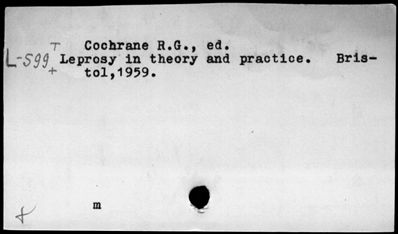 Cochrane R.G., ed.
L-599 Leprosy in theory and practice. Bris-
tol,1959.
m